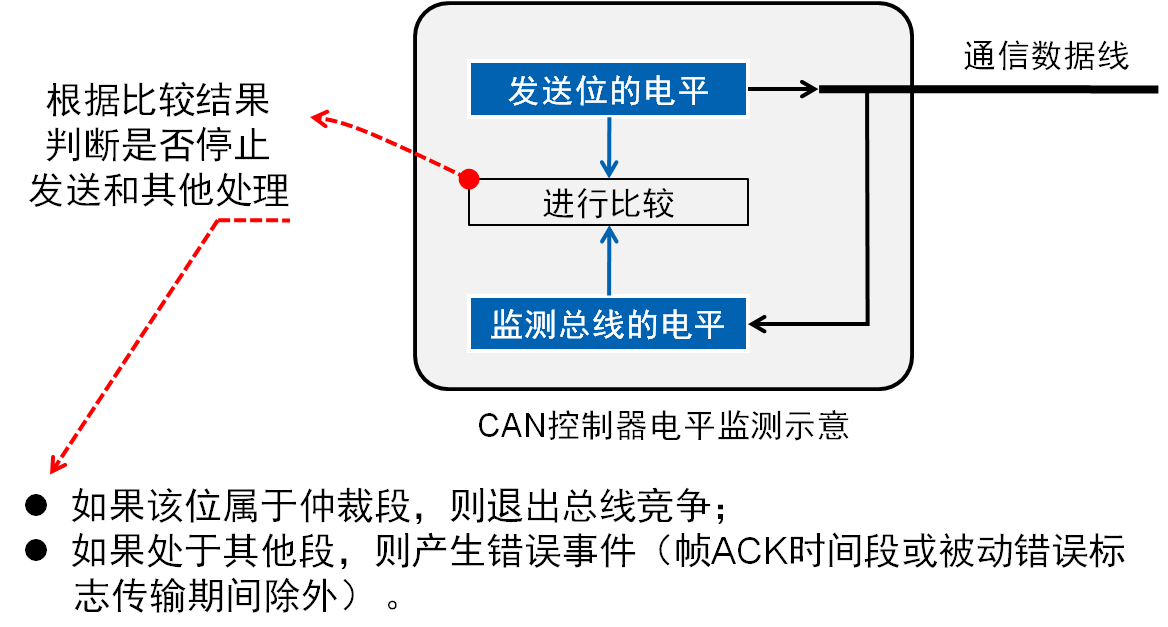 通信数据线
发送位的电平
根据比较结果
判断是否停止
发送和其他处理
进行比较
监测总线的电平
CAN控制器电平监测示意
● 如果该位属于仲裁段，则退出总线竞争；
● 如果处于其他段，则产生错误事件（帧ACK时间段或被动错误标
志传输期间除外）。